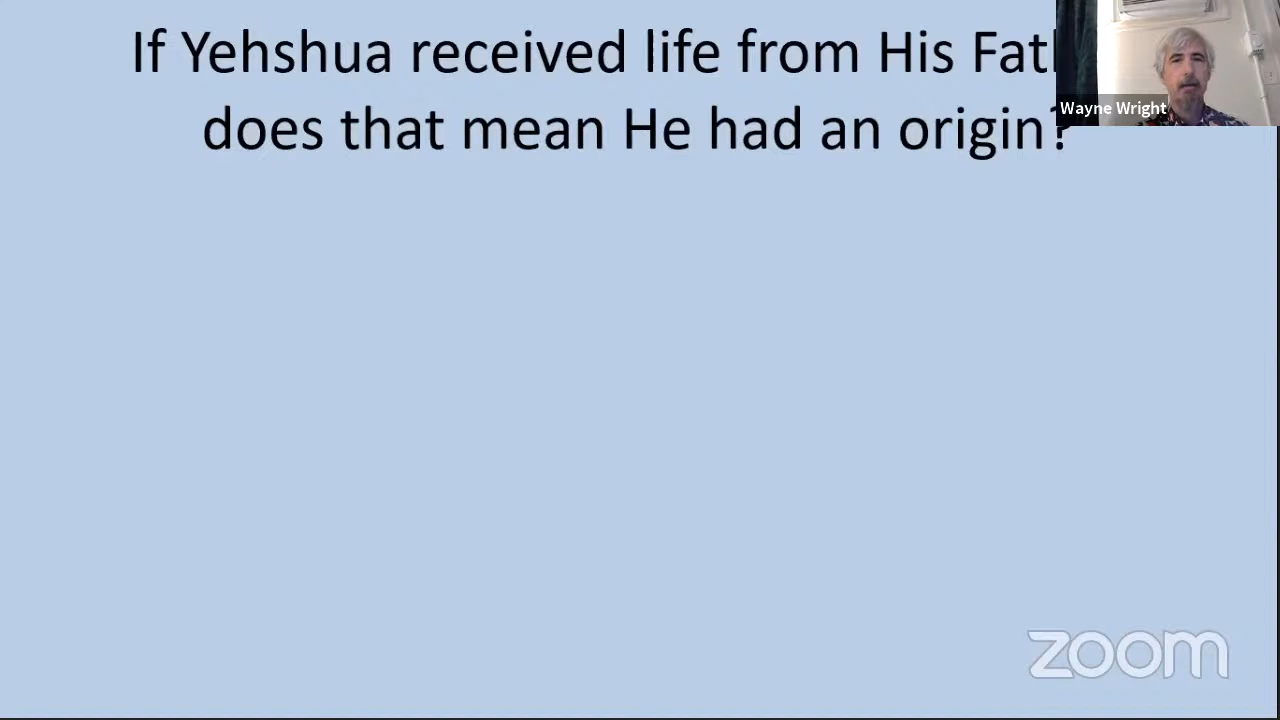 If Yehshua received life from His
does that mean He had an origin?
Wayne Wright
zoom